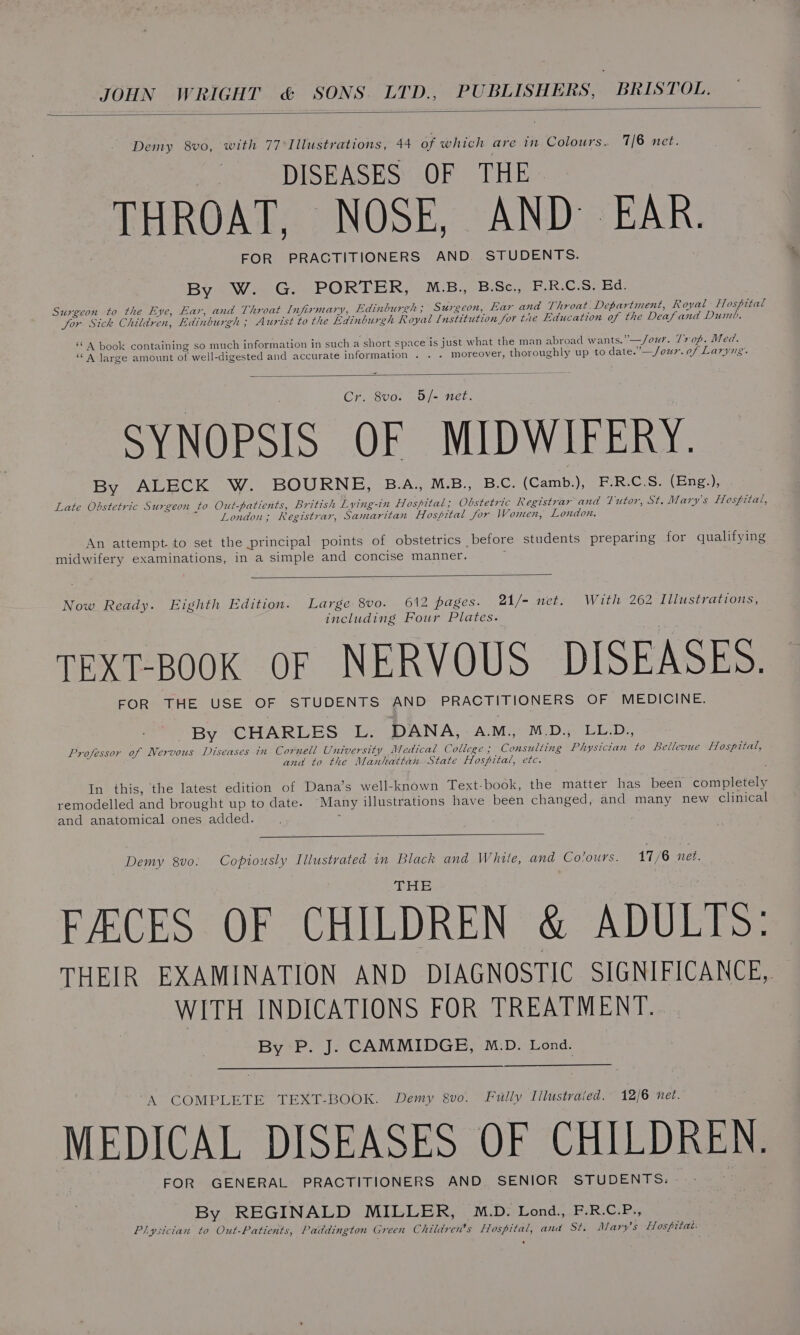 JOHN WRIGHT & SONS LTD., PUBLISHERS, BRISTOL.
Demy 8vo, with 77 Illustrations, 44 of which are in Colours. 7/6 net.
DISEASES OF THE
THROAT, NOSE, AND EAR.
FOR PRACTITIONERS AND STUDENTS.
By W. G. PORTER, M.B., B.Sc., F.R.C.S. Ed.
Surgeon to the Eye, Ear, and Throat Infirmary, Edinburgh; Surgeon, Ear and Throat Department, Royal Hospital
for Sick Children, Edinburgh; Aurist to the Edinburgh Royal Institution for the Education of the Deaf and Dumb.
“A book containing so much information in such a short space is just what the man abroad wants.”—Jour. Trop. Med.
“A large amount of well-digested and accurate information . . . moreover, thoroughly up to date.”—Jour. of Laryng.
Cr. 8vo. 5/- net.
SYNOPSIS OF MIDWIFERY.
By ALECK W. BOURNE, B.A., M.B., B.C. (Camb.), F.R.C.S. (Eng.),
Late Obstetric Surgeon to Out-patients, British Lying-in Hospital; Obstetric Registrar and Tutor, St. Mary's Hospital,
London; Registrar, Samaritan Hospital for Women, London.
An attempt to set the principal points of obstetrics before students preparing for qualifying
midwifery examinations, in a simple and concise manner.
Now Ready. Eighth Edition. Large 8vo. 612 pages. 21/- net. With 262 Illustrations,
including Four Plates.
TEXT-BOOK OF NERVOUS DISEASES.
FOR THE USE OF STUDENTS AND PRACTITIONERS OF MEDICINE.
By CHARLES L. DANA, A.M., M.D., LL.D.,
Professor of Nervous Diseases in Cornell University Medical College; Consulting Physician to Bellevue Hospital,
and to the Manhattan State Hospital, etc.
In this, the latest edition of Dana's well-known Text-book, the matter has been completely
remodelled and brought up to date. Many illustrations have been changed, and many new clinical
and anatomical ones added.
Demy 8vo. Copiously Illustrated in Black and White, and Colours. 17/6 net.
THE
FÆCES OF CHILDREN & ADULTS:
THEIR EXAMINATION AND DIAGNOSTIC SIGNIFICANCE,
WITH INDICATIONS FOR TREATMENT.
By P. J. CAMMIDGE, M.D. Lond.
A COMPLETE TEXT-BOOK. Demy 8vo. Fully Illustrated. 12/6 net.
MEDICAL DISEASES OF CHILDREN.
FOR GENERAL PRACTITIONERS AND SENIOR STUDENTS.
By REGINALD MILLER, M.D. Lond., F.R.C.P.,
Physician to Out-Patients, Paddington Green Children's Hospital, and St. Mary's Hospital.